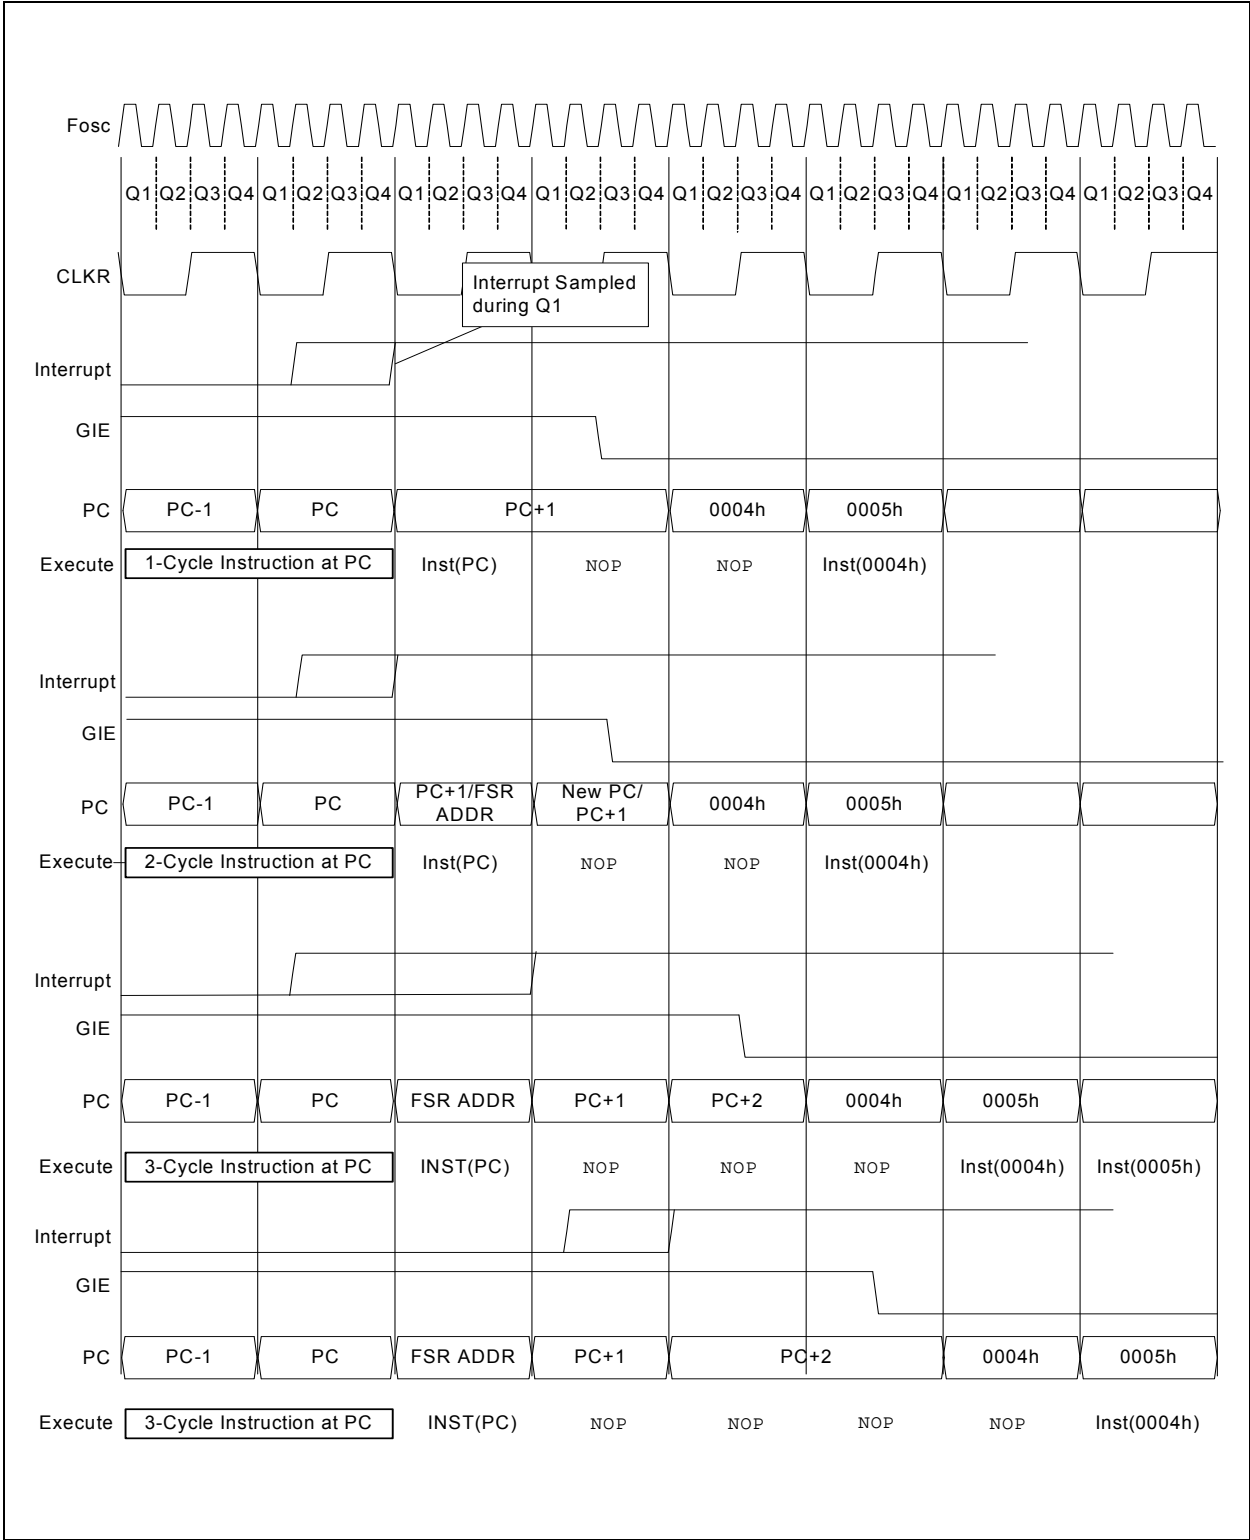 Fosc
Q1 Q2 Q3 Q4 Q1 Q2 Q3 Q4 Q1 Q2 Q3 Q4 Q1 Q2 Q3 Q4 Q1 Q2 Q3 Q4 Q1 Q2 Q3 Q4 Q1 Q2 Q3 Q4 Q1 Q2 Q3 Q4
CLKR
Interrupt Sampled
during Q1
Interrupt
GIE
PC PC-1 PC PC+1 0004h 0005h
Execute 1-Cycle Instruction at PC Inst(PC) NOP NOP Inst(0004h)
Interrupt
GIE
PC PC-1 PC PC+1/FSR ADDR New PC/ PC+1 0004h 0005h
Execute 2-Cycle Instruction at PC Inst(PC) NOP NOP Inst(0004h)
Interrupt
GIE
PC PC-1 PC FSR ADDR PC+1 PC+2 0004h 0005h
Execute 3-Cycle Instruction at PC INST(PC) NOP NOP NOP Inst(0004h) Inst(0005h)
Interrupt
GIE
PC PC-1 PC FSR ADDR PC+1 PC+2 0004h 0005h
Execute 3-Cycle Instruction at PC INST(PC) NOP NOP NOP NOP Inst(0004h)